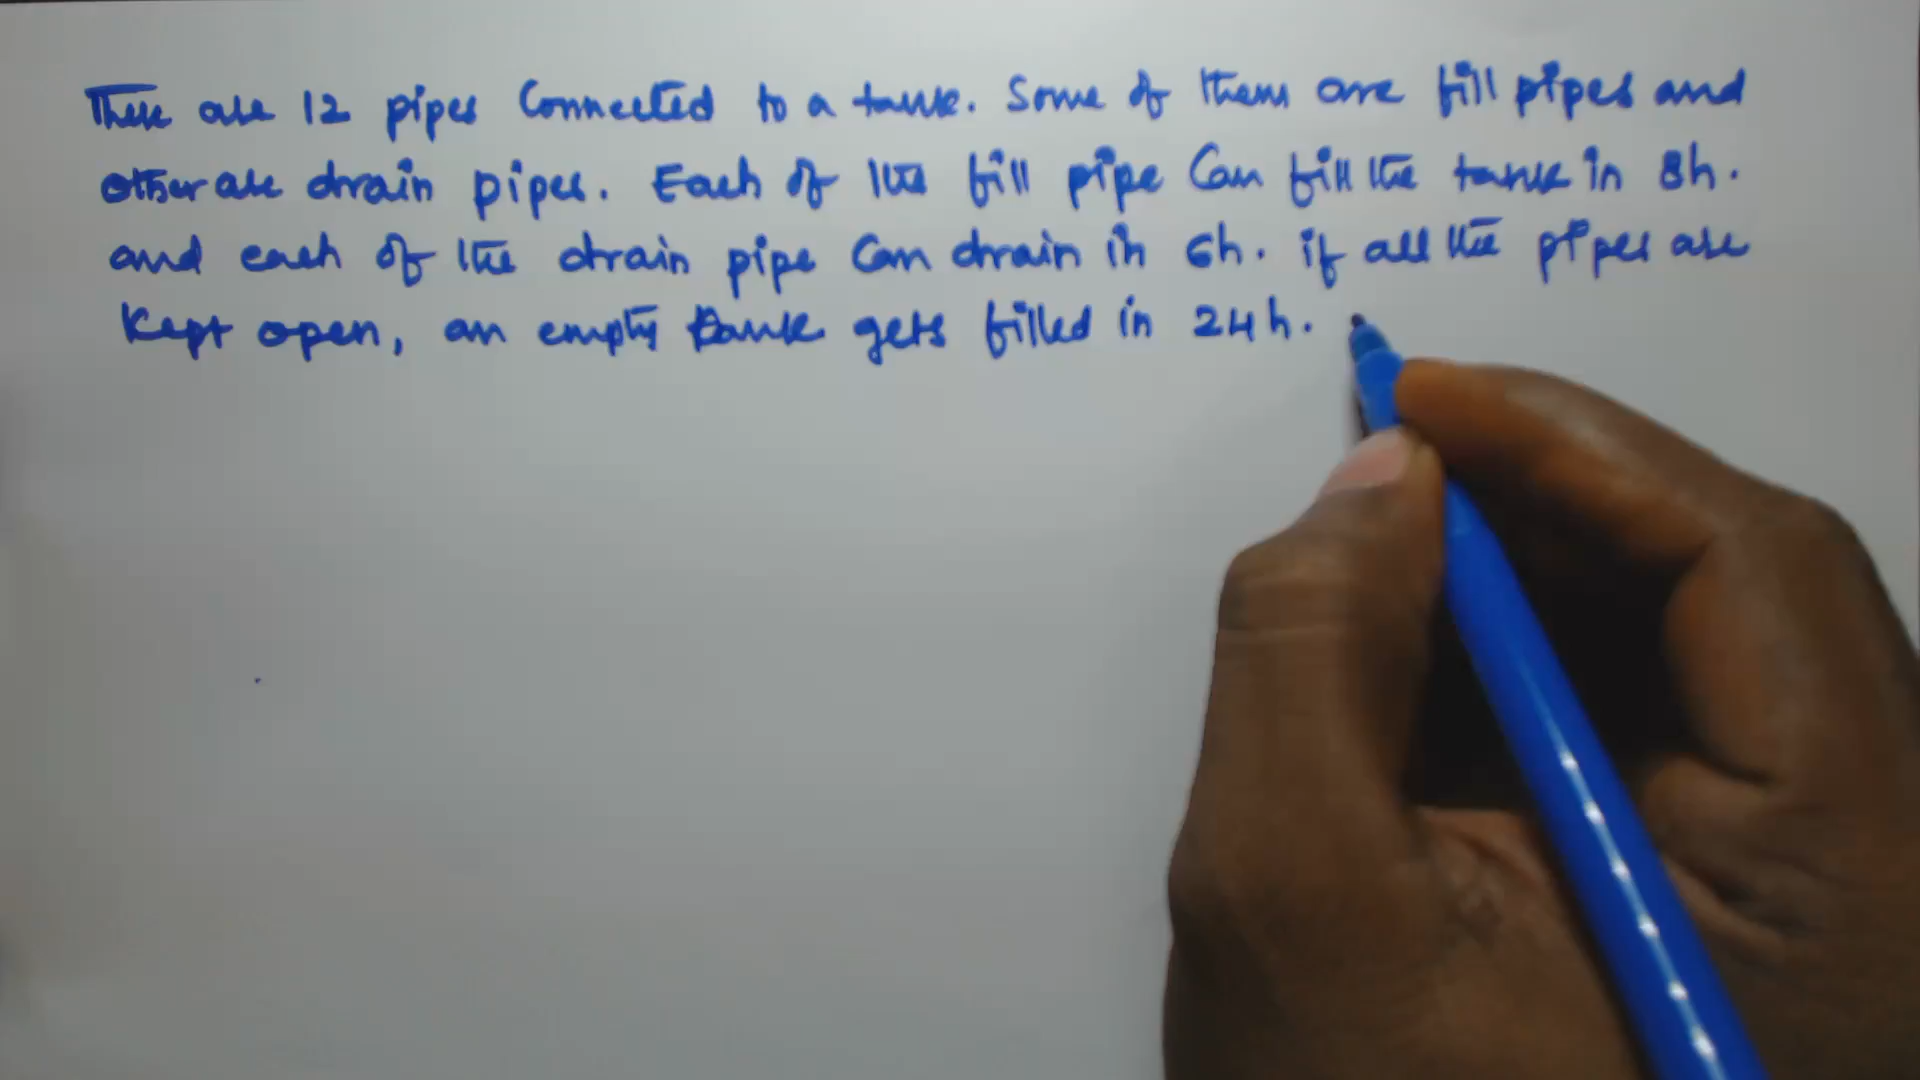 There are 12 pipes Connected to a tank. Some of them are fill pipes and
other are drain pipes. Each of the fill pipe Can fill the tank in 8h.
and each of the drain pipe Can drain in 6h. if all the pipes are
Kept open, an empty tank gets filled in 24h.